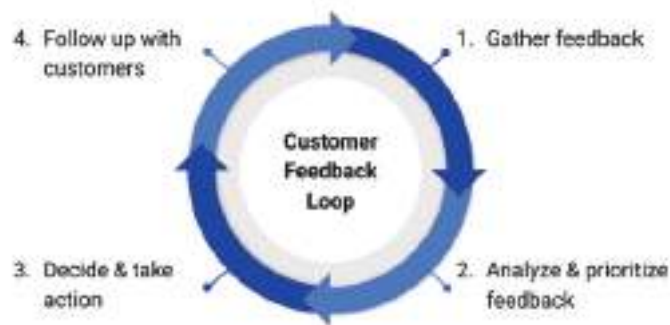 4. Follow up with
customers
1. Gather feedback
Customer
Feedback
Loop
3. Decide & take
action
2. Analyze & prioritize
feedback